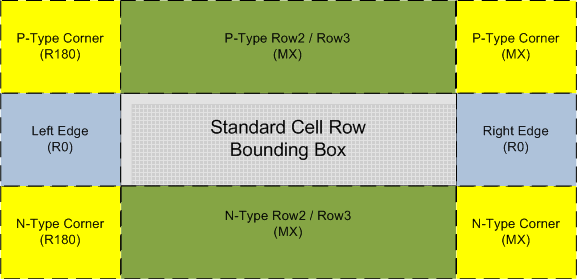 P-Type Corner
(R180)
P-Type Row2 / Row3
(MX)
P-Type Corner
(MX)
Left Edge
(R0)
Standard Cell Row
Bounding Box
Right Edge
(R0)
N-Type Corner
(R180)
N-Type Row2 / Row3
(MX)
N-Type Corner
(MX)